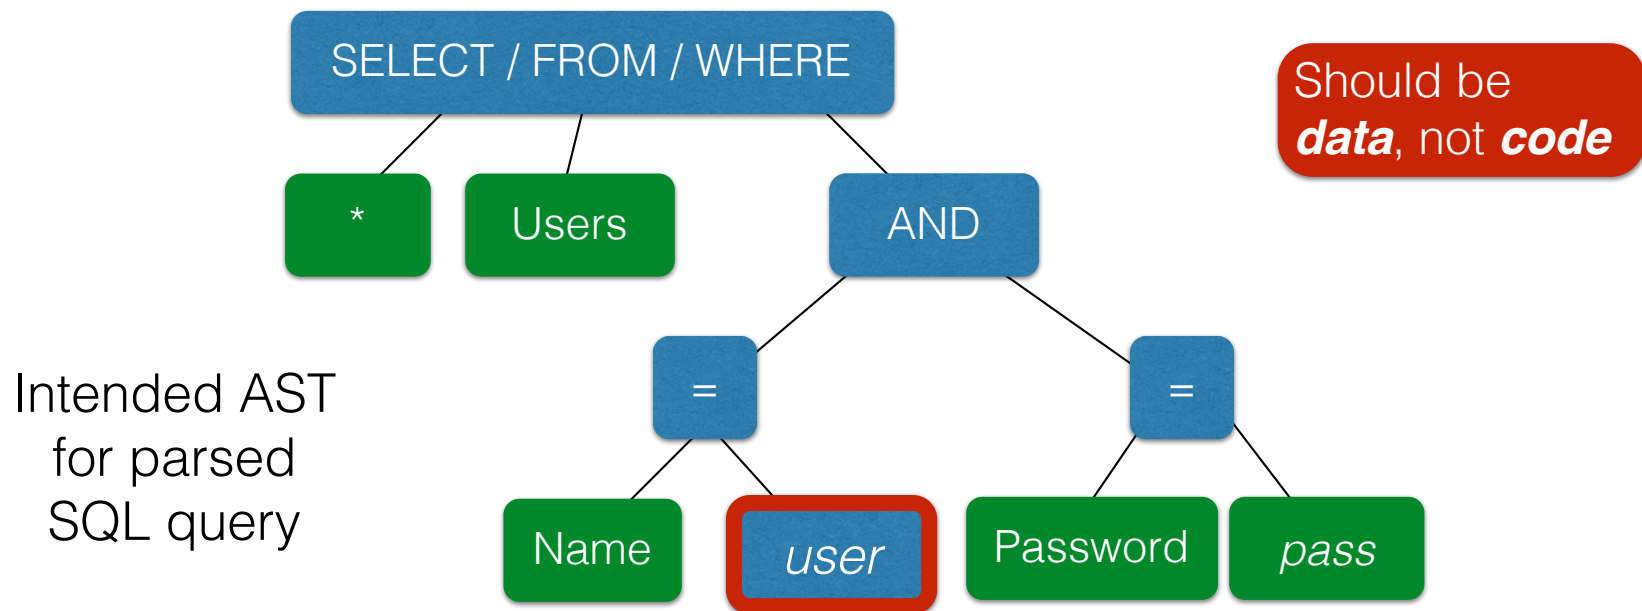 SELECT / FROM / WHERE
Should be
data, not code
*
Users
AND
=
=
Intended AST
for parsed
SQL query
Name
user
Password
pass